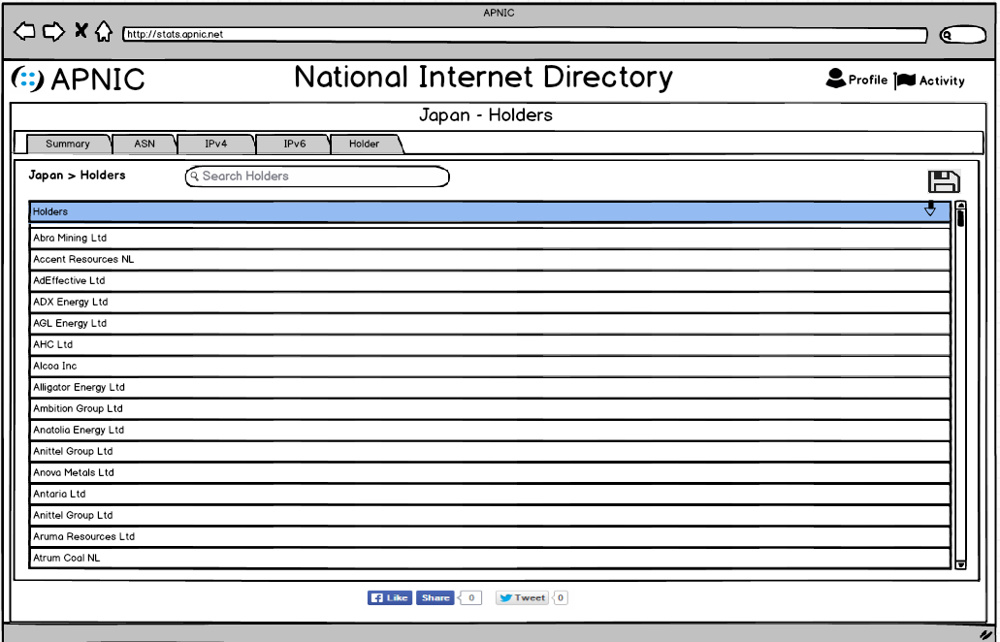 APNIC
http://stats.apnic.net
APNIC
National Internet Directory
Profile
Activity
Japan - Holders
Summary
ASN
IPv4
IPv6
Holder
Japan > Holders
Search Holders
Holders
Abra Mining Ltd
Accent Resources NL
AdEffective Ltd
ADX Energy Ltd
AGL Energy Ltd
AHC Ltd
Alcoa Inc
Alligator Energy Ltd
Ambition Group Ltd
Anatolia Energy Ltd
Anittel Group Ltd
Anova Metals Ltd
Antaria Ltd
Anittel Group Ltd
Aruma Resources Ltd
Atrum Coal NL
Like
Share
0
Tweet
0